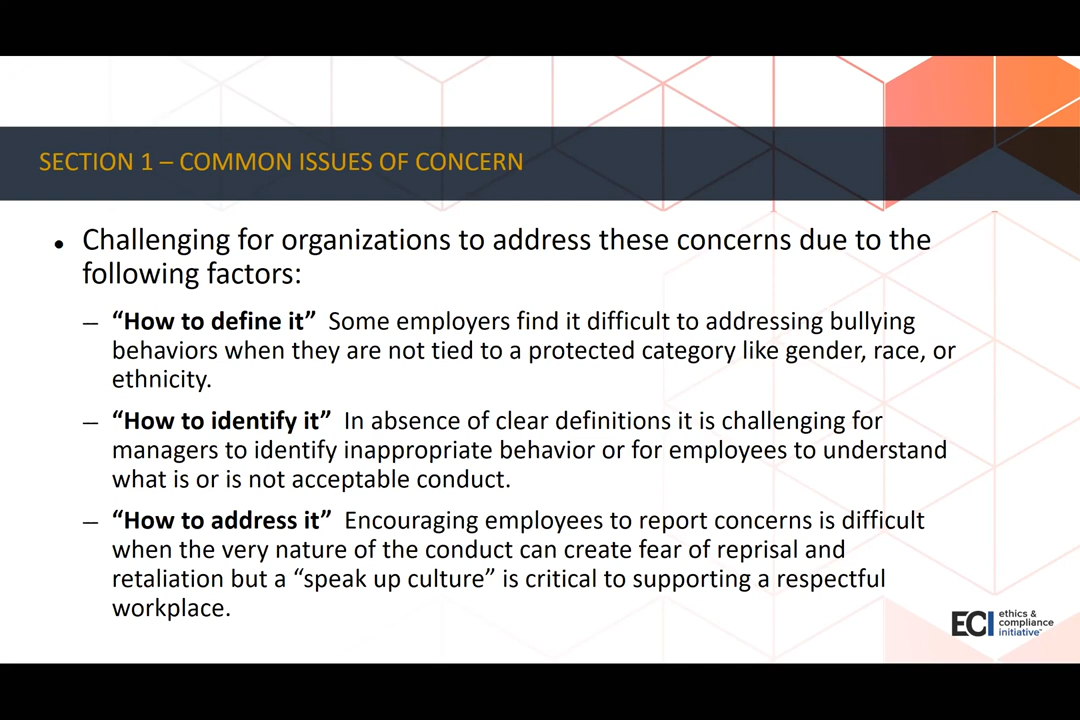 SECTION 1 – COMMON ISSUES OF CONCERN
• Challenging for organizations to address these concerns due to the
following factors:
– “How to define it” Some employers find it difficult to addressing bullying
behaviors when they are not tied to a protected category like gender, race, or
ethnicity.
– “How to identify it” In absence of clear definitions it is challenging for
managers to identify inappropriate behavior or for employees to understand
what is or is not acceptable conduct.
– “How to address it” Encouraging employees to report concerns is difficult
when the very nature of the conduct can create fear of reprisal and
retaliation but a “speak up culture” is critical to supporting a respectful
workplace.
ECI
ethics &
compliance
initiative™